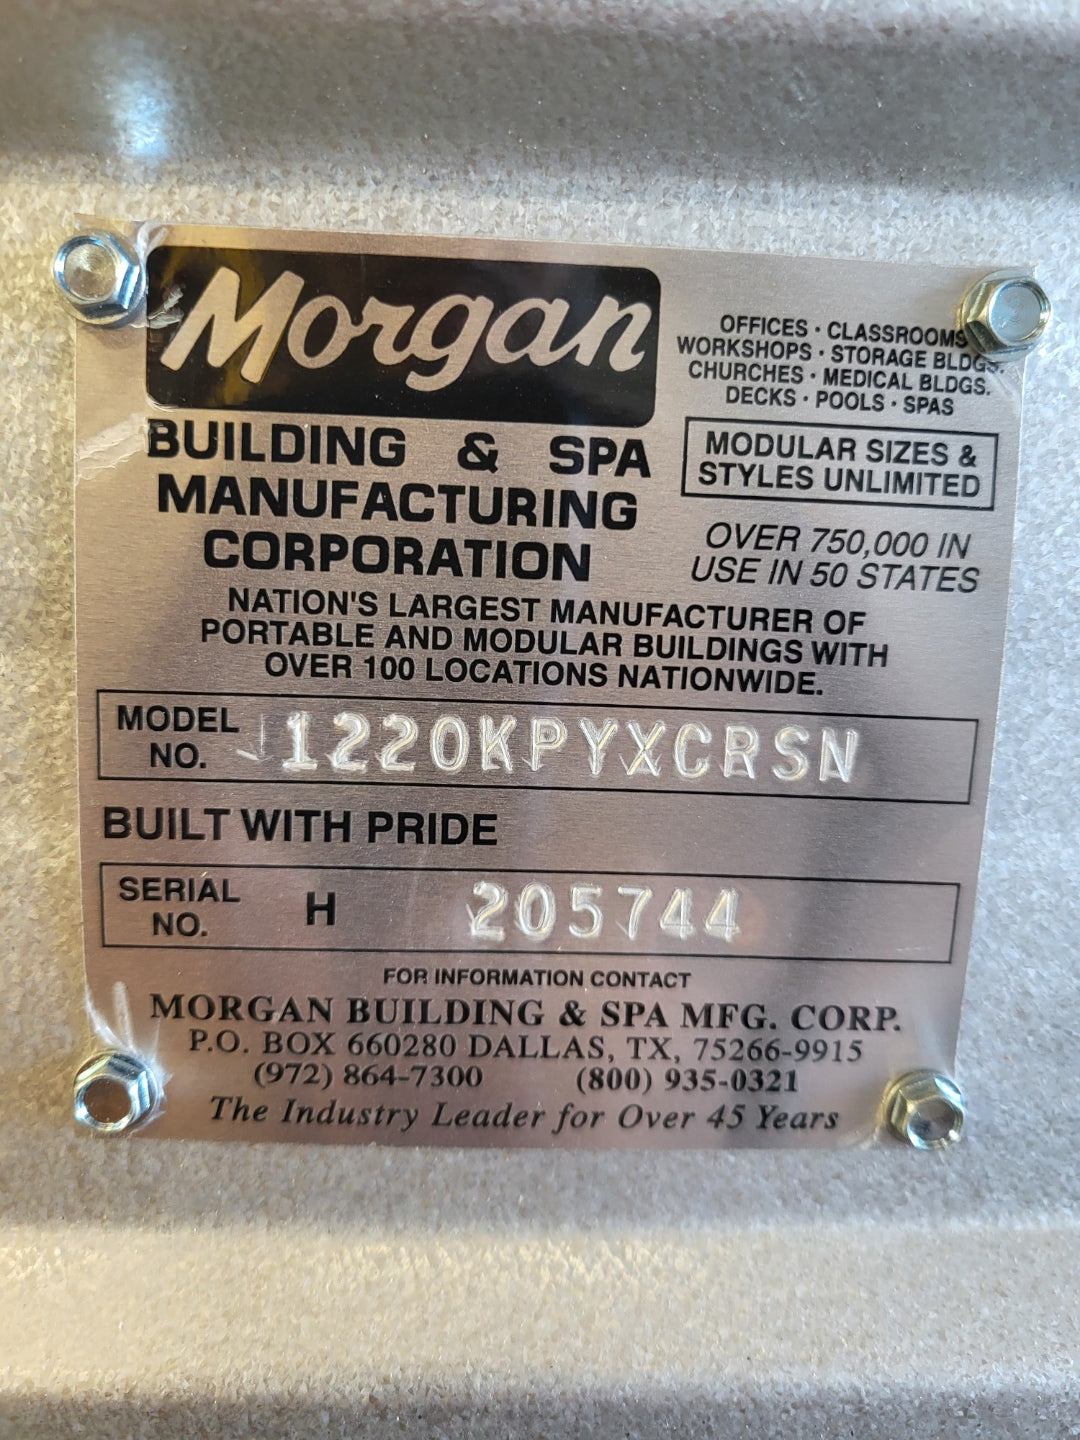 Morgan
BUILDING & SPA
MANUFACTURING
CORPORATION
OFFICES · CLASSROOMS
WORKSHOPS · STORAGE BLDGS.
CHURCHES · MEDICAL BLDGS.
DECKS · POOLS · SPAS
MODULAR SIZES &
STYLES UNLIMITED
OVER 750,000 IN
USE IN 50 STATES
NATION'S LARGEST MANUFACTURER OF
PORTABLE AND MODULAR BUILDINGS WITH
OVER 100 LOCATIONS NATIONWIDE.
MODEL
NO. 1220KPYXCRSN
BUILT WITH PRIDE
SERIAL
NO. H 205744
FOR INFORMATION CONTACT
MORGAN BUILDING & SPA MFG. CORP.
P.O. BOX 660280 DALLAS, TX, 75266-9915
(972) 864-7300 (800) 935-0321
The Industry Leader for Over 45 Years